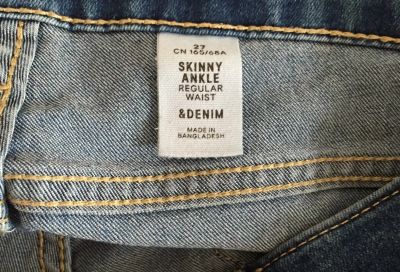 27
CN 165/68A
SKINNY
ANKLE
REGULAR
WAIST
&DENIM
MADE IN
BANGLADESH